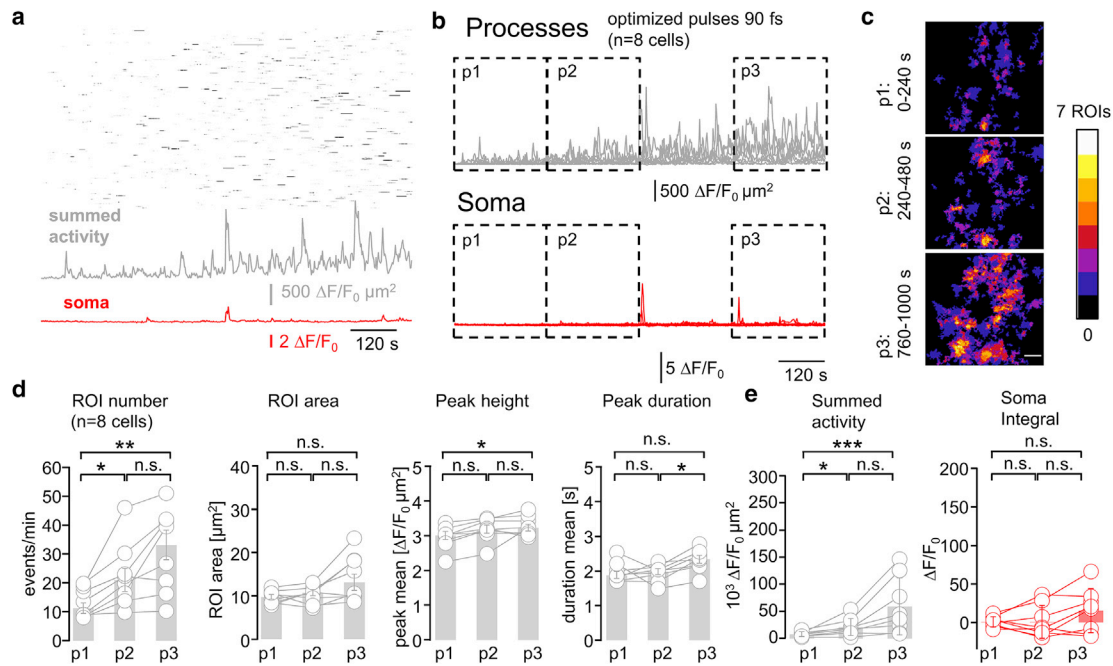 a
summed
activity
500 ΔF/F0 µm²
soma
2 ΔF/F0
120 s
b
Processes
optimized pulses 90 fs
(n=8 cells)
p1
p2
p3
500 ΔF/F0 µm²
Soma
p1
p2
p3
5 ΔF/F0
120 s
c
p1:
0-240 s
p2:
240-480 s
p3:
760-1000 s
7 ROIs
0
d
ROI number
(n=8 cells)
**
*
n.s.
60
50
40
30
20
10
0
events/min
p1 p2 p3
ROI area
n.s.
n.s. n.s.
40
30
20
10
0
ROI area [µm²]
p1 p2 p3
Peak height
*
n.s. n.s.
5
4
3
2
1
0
peak mean [ΔF/F0 µm²]
p1 p2 p3
Peak duration
n.s.
n.s. *
5
4
3
2
1
0
duration mean [s]
p1 p2 p3
e
Summed
activity
***
* n.s.
300
250
200
150
100
50
0
10³ ΔF/F0 µm²
p1 p2 p3
Soma
Integral
n.s.
n.s. n.s.
200
150
100
50
0
ΔF/F0
p1 p2 p3